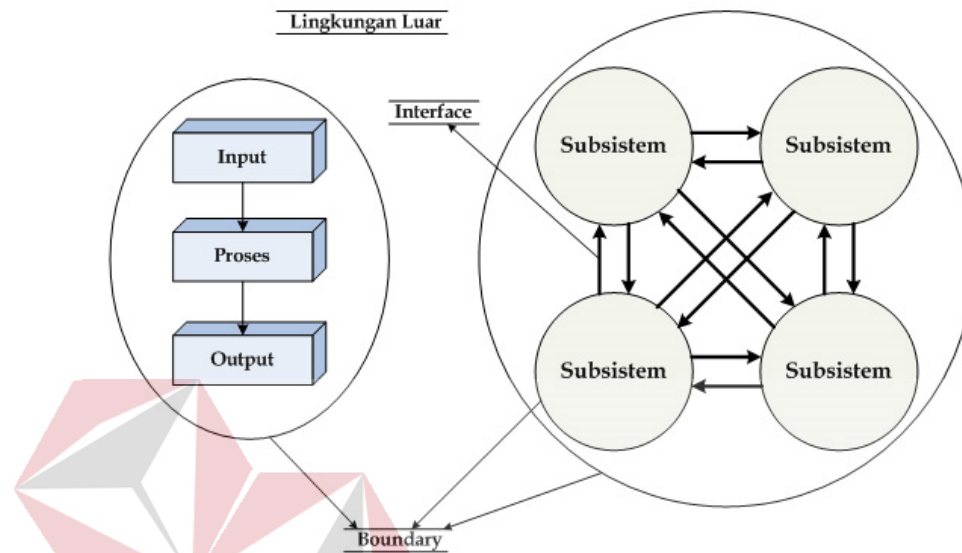 Lingkungan Luar
Interface
Input
Proses
Output
Subsistem
Subsistem
Subsistem
Subsistem
Boundary